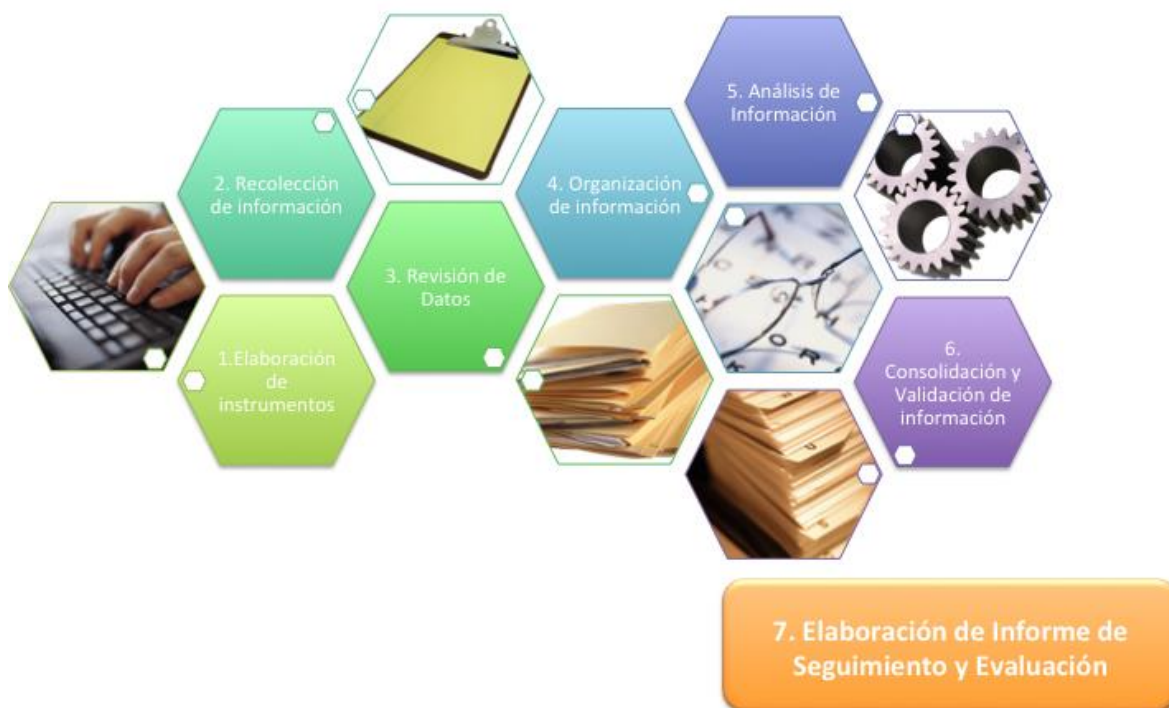 1.Elaboración
de
instrumentos
2. Recolección
de información
3. Revisión de
Datos
4. Organización
de información
5. Análisis de
Información
6.
Consolidación y
Validación de
información
7. Elaboración de Informe de
Seguimiento y Evaluación